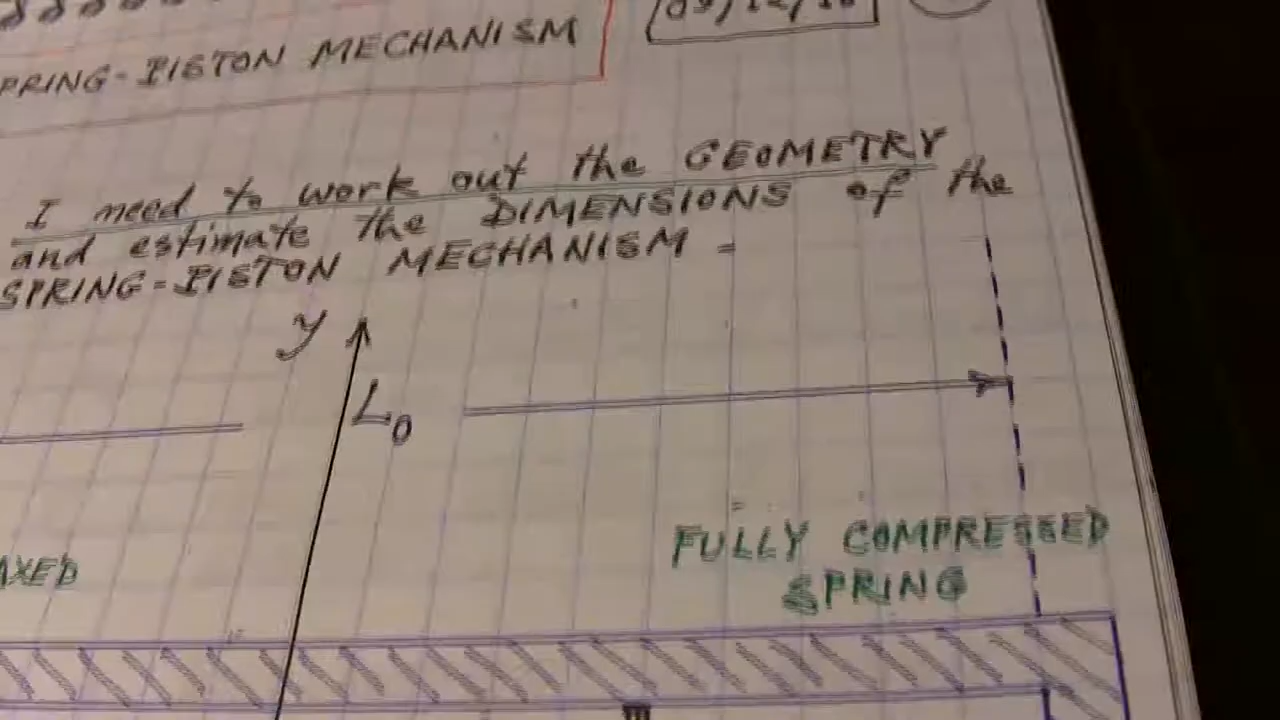 SPRING-PISTON MECHANISM
I need to work out the GEOMETRY
and estimate the DIMENSIONS of the
SPRING-PISTON MECHANISM -
y
L0
FULLY COMPRESSED
SPRING
AXED